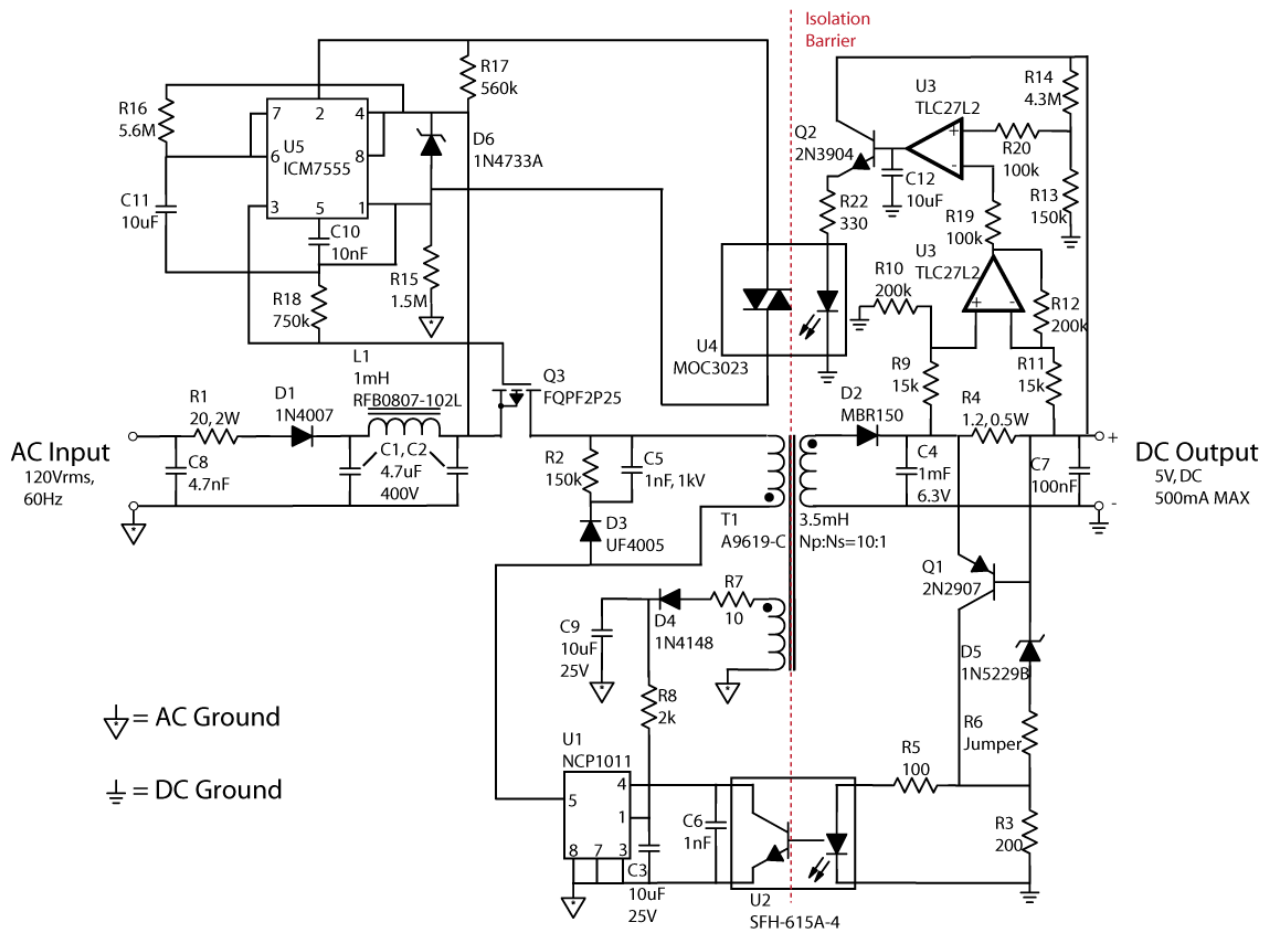 Isolation
Barrier
R17
560k
R16
5.6M
7
2
4
U5
ICM7555
6
8
3
5
1
D6
1N4733A
C11
10uF
C10
10nF
R15
1.5M
R18
750k
U3
TLC27L2
R14
4.3M
Q2
2N3904
+
-
R20
100k
C12
10uF
R13
150k
R22
330
R19
100k
U3
TLC27L2
R10
200k
+
-
R12
200k
U4
MOC3023
L1
1mH
RFB0807-102L
Q3
FQPF2P25
R9
15k
R11
15k
R1
20, 2W
D1
1N4007
D2
MBR150
R4
1.2, 0.5W
AC Input
120Vrms,
60Hz
C8
4.7nF
C1, C2
4.7uF
400V
R2
150k
C5
1nF, 1kV
C4
1mF
6.3V
C7
100nF
+
-
DC Output
5V, DC
500mA MAX
D3
UF4005
T1
A9619-C
3.5mH
Np:Ns=10:1
Q1
2N2907
R7
10
D4
1N4148
C9
10uF
25V
D5
1N5229B
R8
2k
R6
Jumper
= AC Ground
= DC Ground
U1
NCP1011
R5
100
5
4
1
8
7
3
C6
1nF
R3
200
C3
10uF
25V
U2
SFH-615A-4